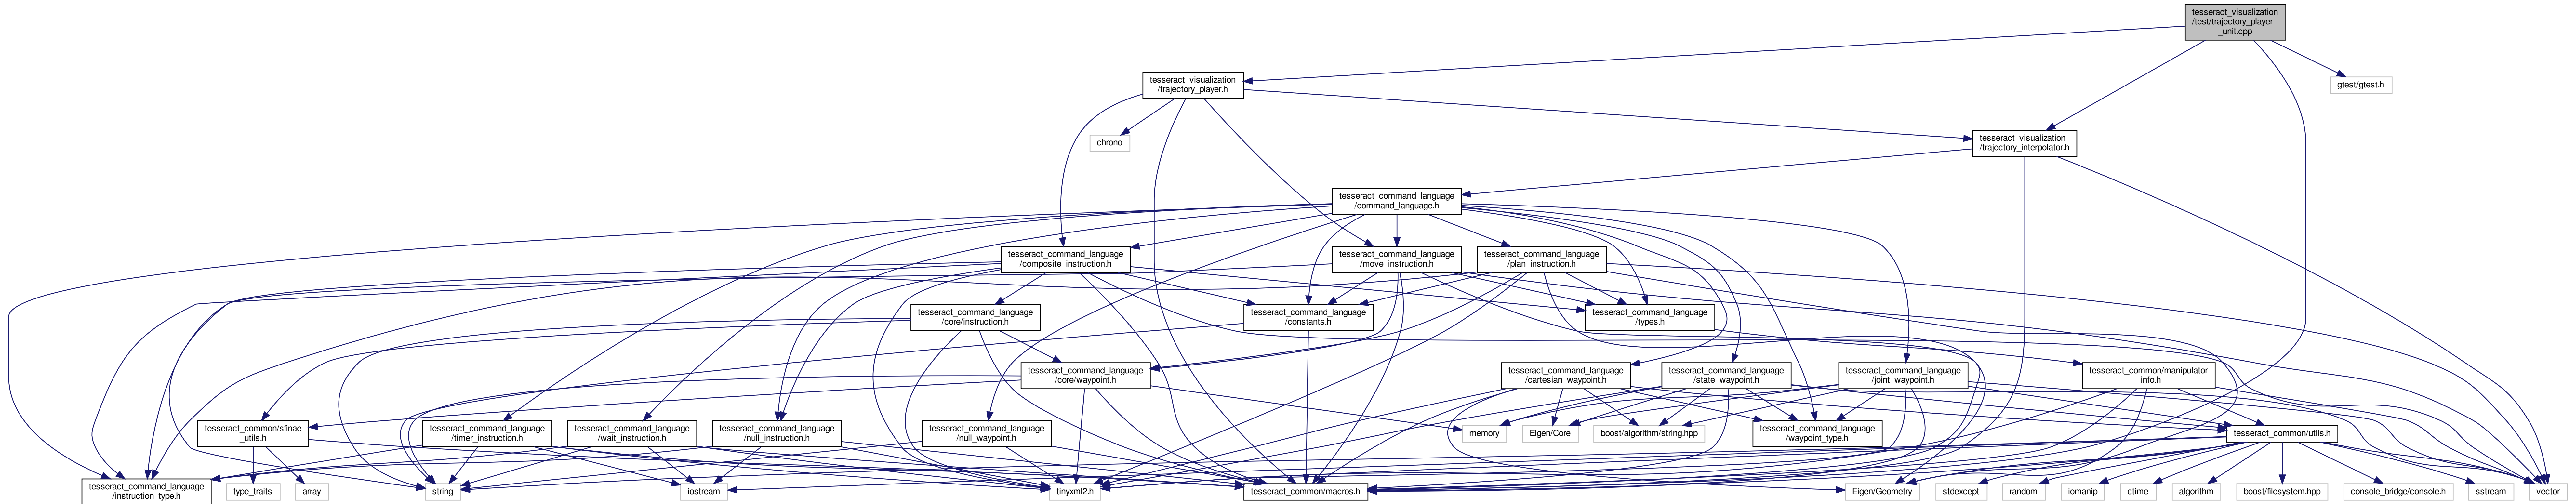 tesseract_visualization
/test/trajectory_player
_unit.cpp
tesseract_visualization
/trajectory_player.h
gtest/gtest.h
chrono
tesseract_visualization
/trajectory_interpolator.h
tesseract_command_language
/command_language.h
tesseract_command_language
/composite_instruction.h
tesseract_command_language
/move_instruction.h
tesseract_command_language
/plan_instruction.h
tesseract_command_language
/core/instruction.h
tesseract_command_language
/constants.h
tesseract_command_language
/types.h
tesseract_command_language
/core/waypoint.h
tesseract_command_language
/cartesian_waypoint.h
tesseract_command_language
/state_waypoint.h
tesseract_command_language
/joint_waypoint.h
tesseract_common/manipulator
_info.h
tesseract_common/sfinae
_utils.h
tesseract_command_language
/timer_instruction.h
tesseract_command_language
/wait_instruction.h
tesseract_command_language
/null_instruction.h
tesseract_command_language
/null_waypoint.h
memory
Eigen/Core
boost/algorithm/string.hpp
tesseract_command_language
/waypoint_type.h
tesseract_common/utils.h
tesseract_command_language
/instruction_type.h
type_traits
array
string
iostream
tinyxml2.h
tesseract_common/macros.h
Eigen/Geometry
stdexcept
random
iomanip
ctime
algorithm
boost/filesystem.hpp
console_bridge/console.h
sstream
vector